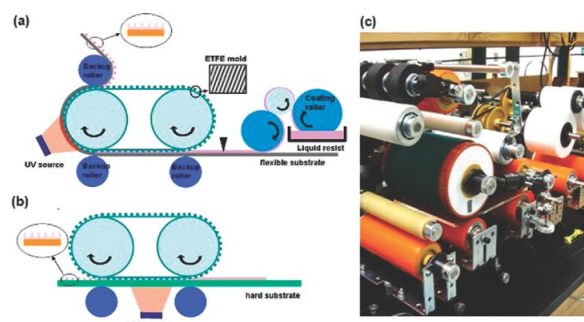 (a)
Backup
roller
ETFE mold
Coating
roller
Liquid resist
UV source
Backup
roller
Backup
roller
flexible substrate
(b)
hard substrate
(c)